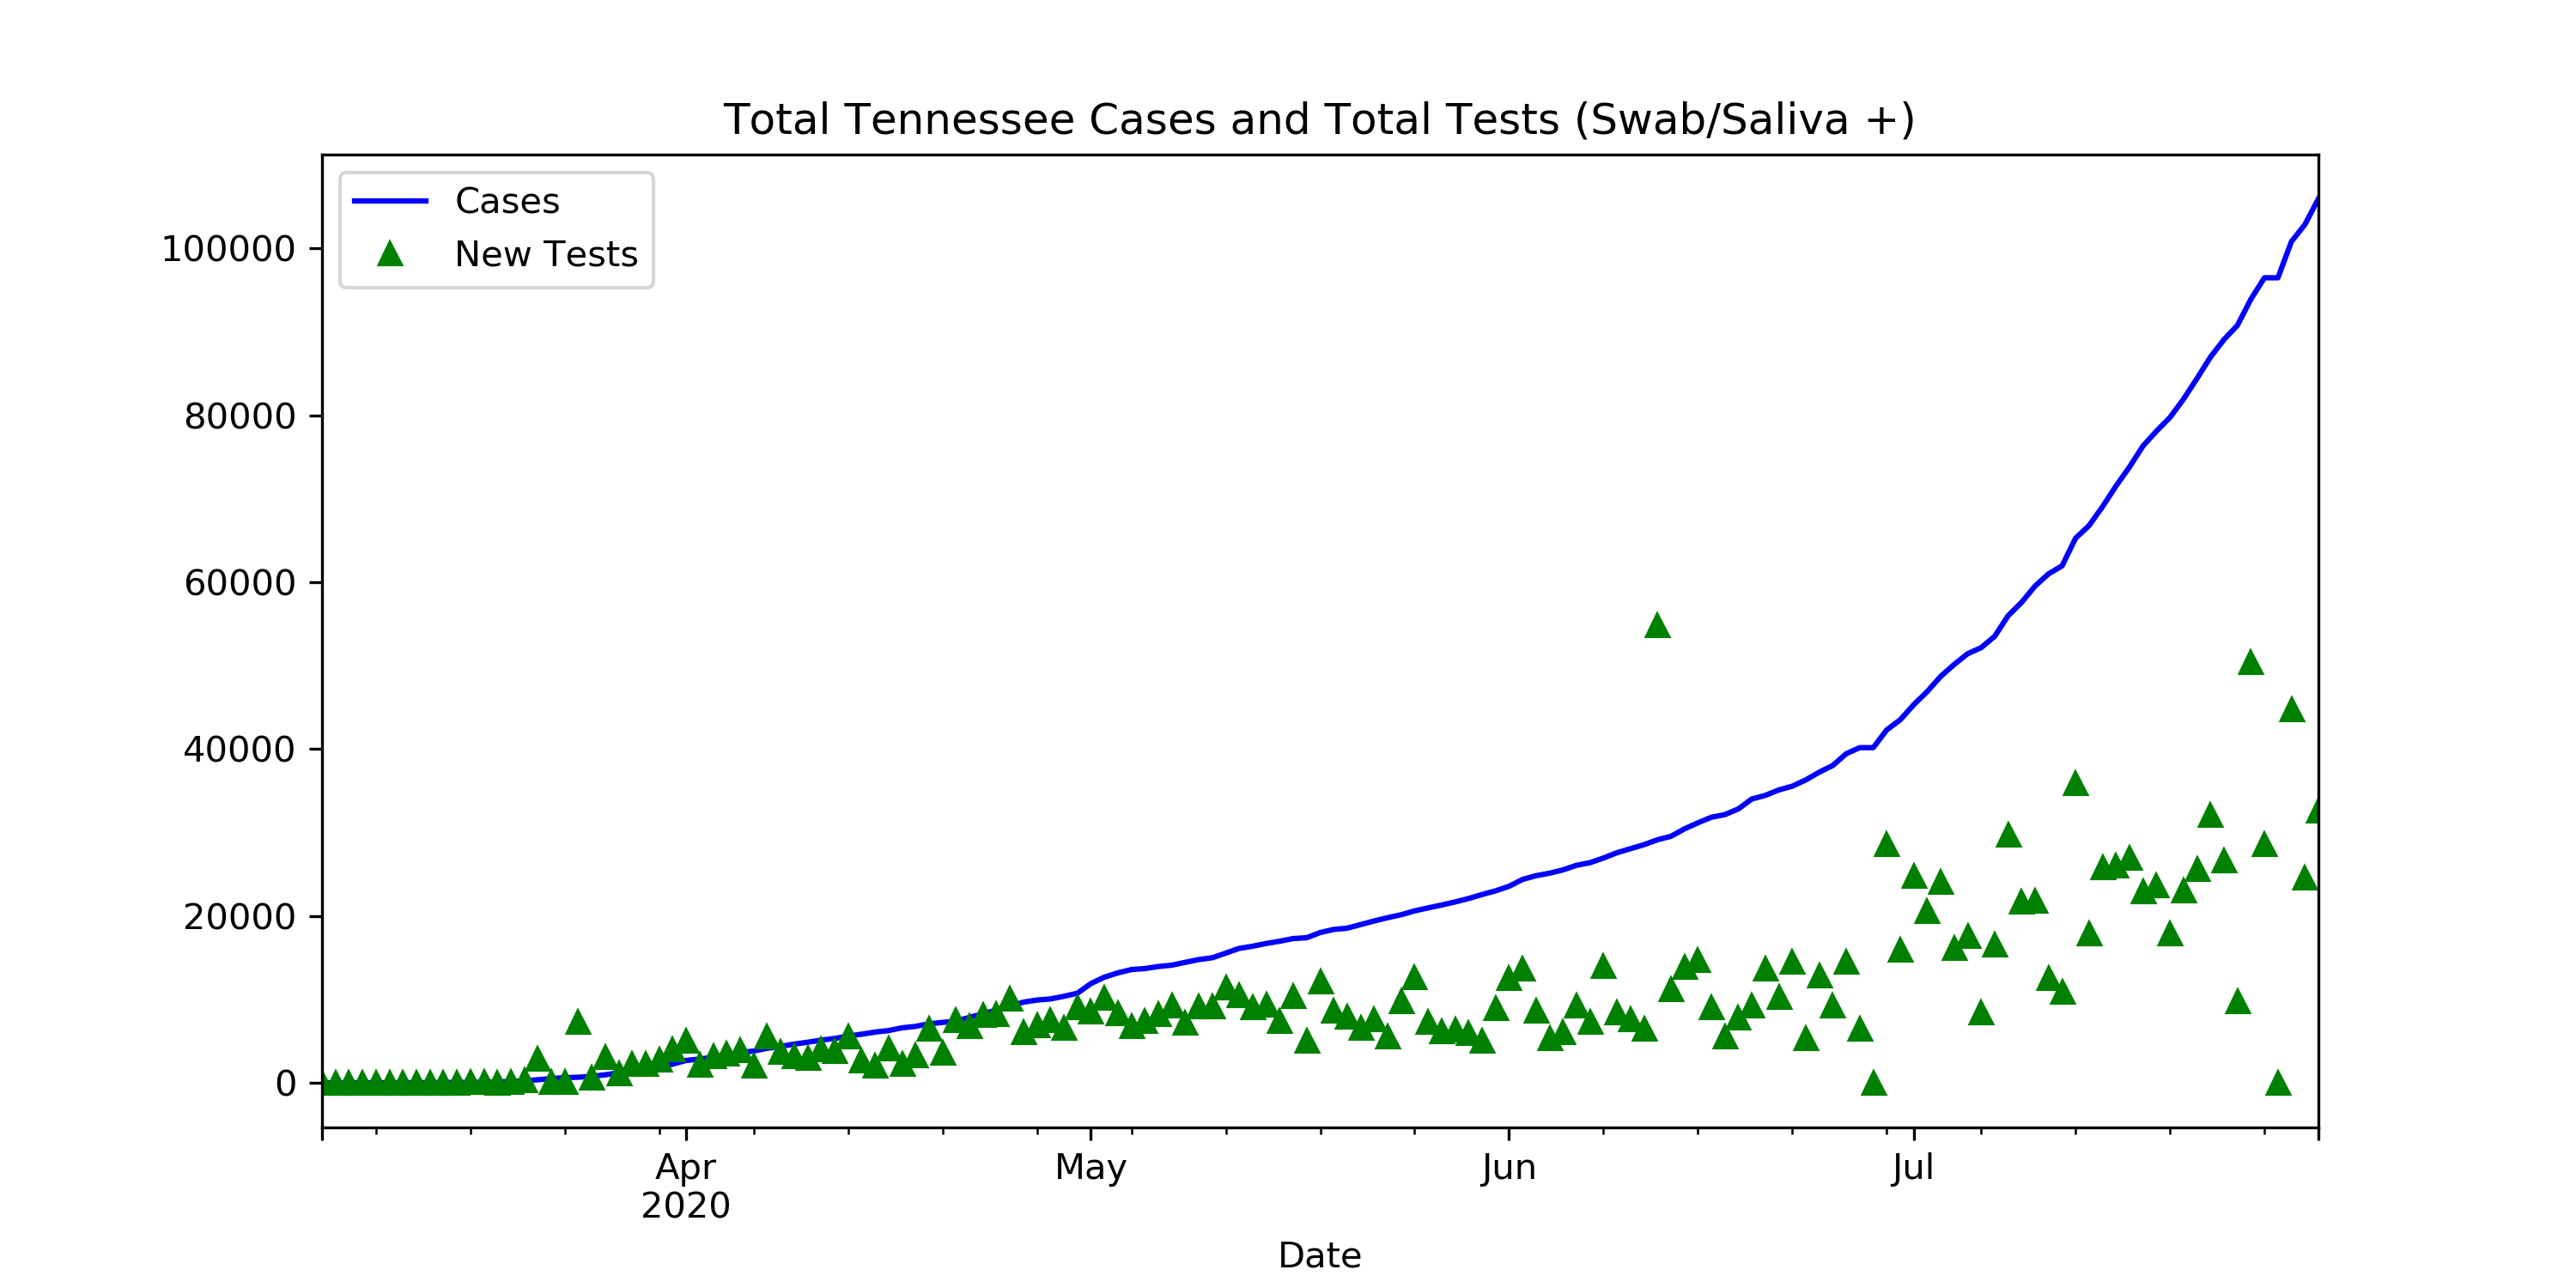 Total Tennessee Cases and Total Tests (Swab/Saliva +)
Cases
New Tests
100000
80000
60000
40000
20000
0
Apr
2020
May
Jun
Jul
Date